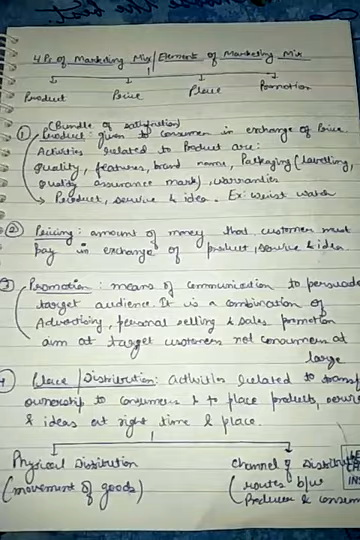 4 Ps of Marketing Mix / Element of Marketing Mix
Product Price Place Promotion
(Bundle of satisfaction)
① Product : given to consumer in exchange of Price.
Activities related to Product are:
Quality, features, brand name, Packaging (labelling,
Quality assurance mark), warranties
→ Product, service & idea. Ex: wrist watch
② Pricing : amount of money that customer must
pay in exchange of product, service & idea.
③ Promotion : means of communication to persuade
target audience. It is a combination of
Advertising, personal selling & sales promotion
aim at target customers not consumers at
large
④ Place / Distribution : activities related to transf
ownership to consumers & to place products, servic
& ideas at right time & place.
Physical Distribution Channel of Distribut
(movement of goods) (routes b/w
Producer & consum